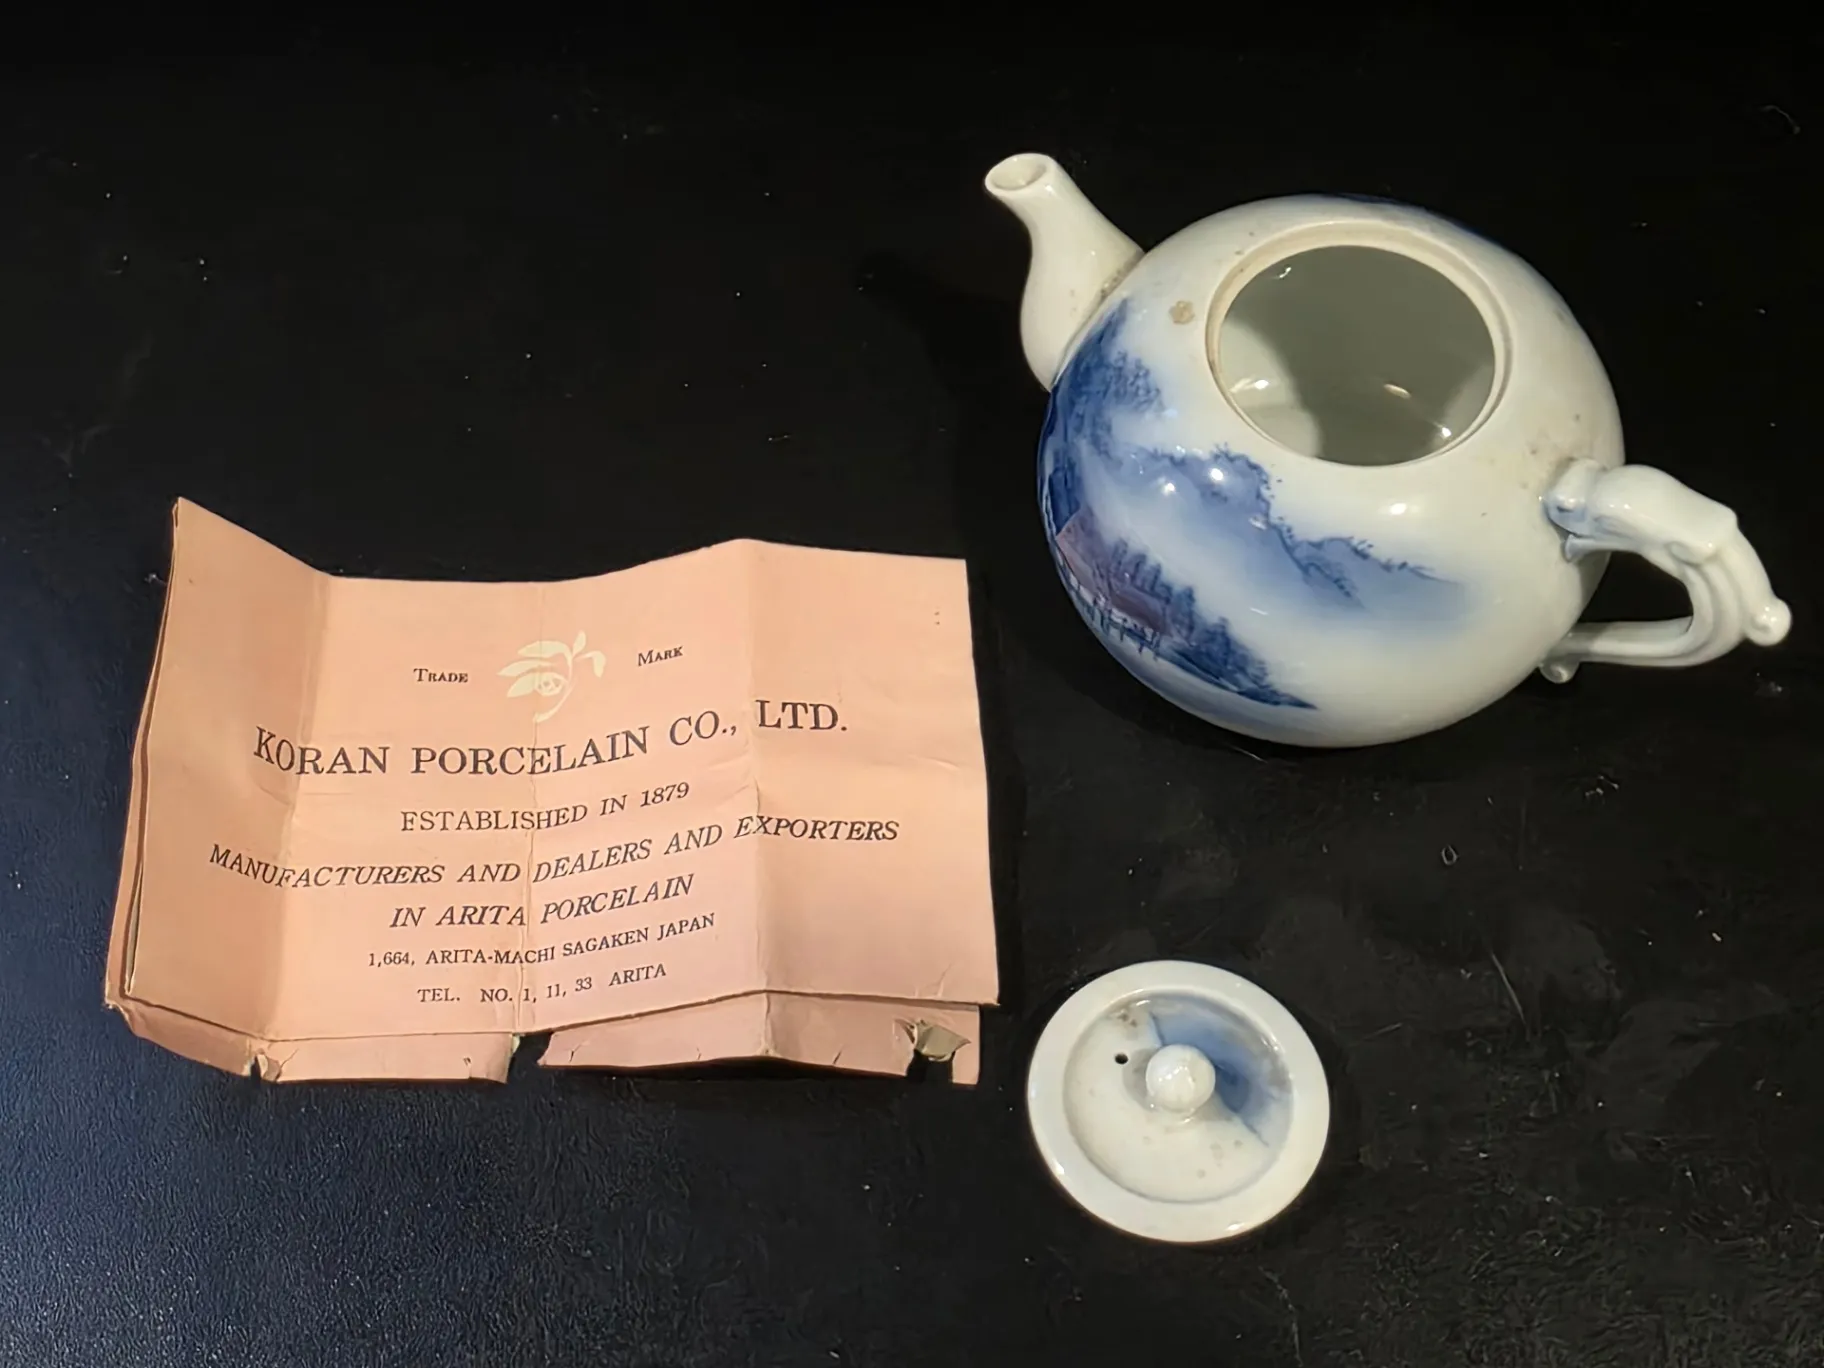 TRADE MARK
KORAN PORCELAIN CO., LTD.
ESTABLISHED IN 1879
MANUFACTURERS AND DEALERS AND EXPORTERS
IN ARITA PORCELAIN
1,664, ARITA-MACHI SAGAKEN JAPAN
TEL. NO. 1, 11, 33 ARITA